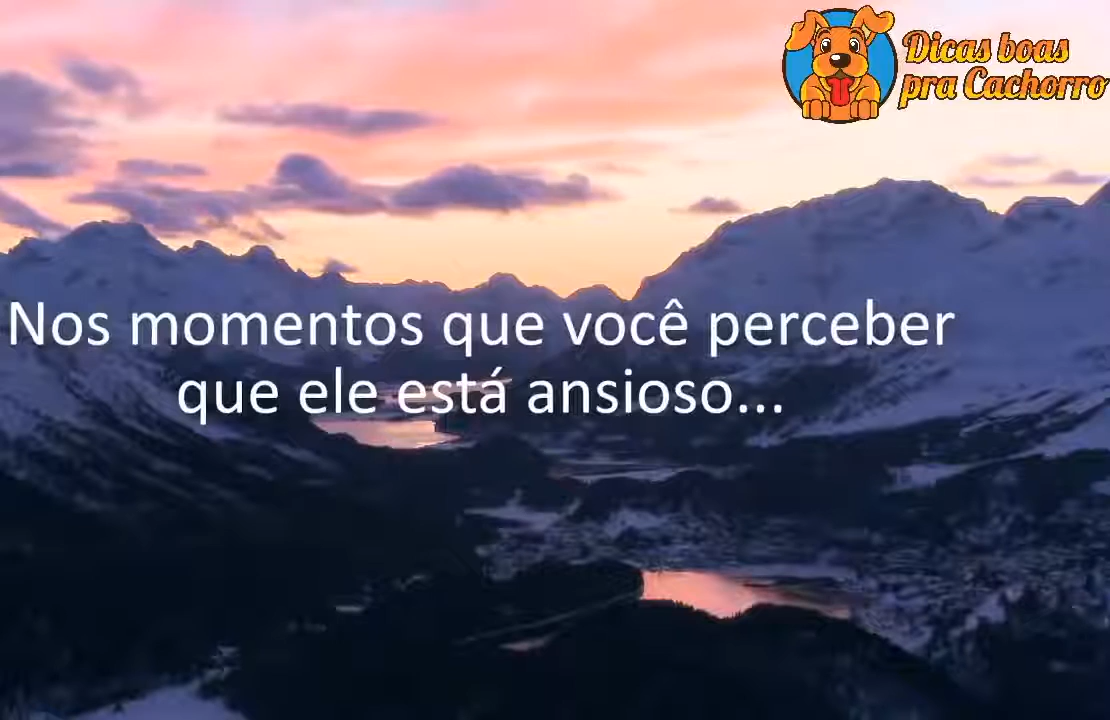 Dicas boas
pra Cachorro
Nos momentos que você perceber
que ele está ansioso...